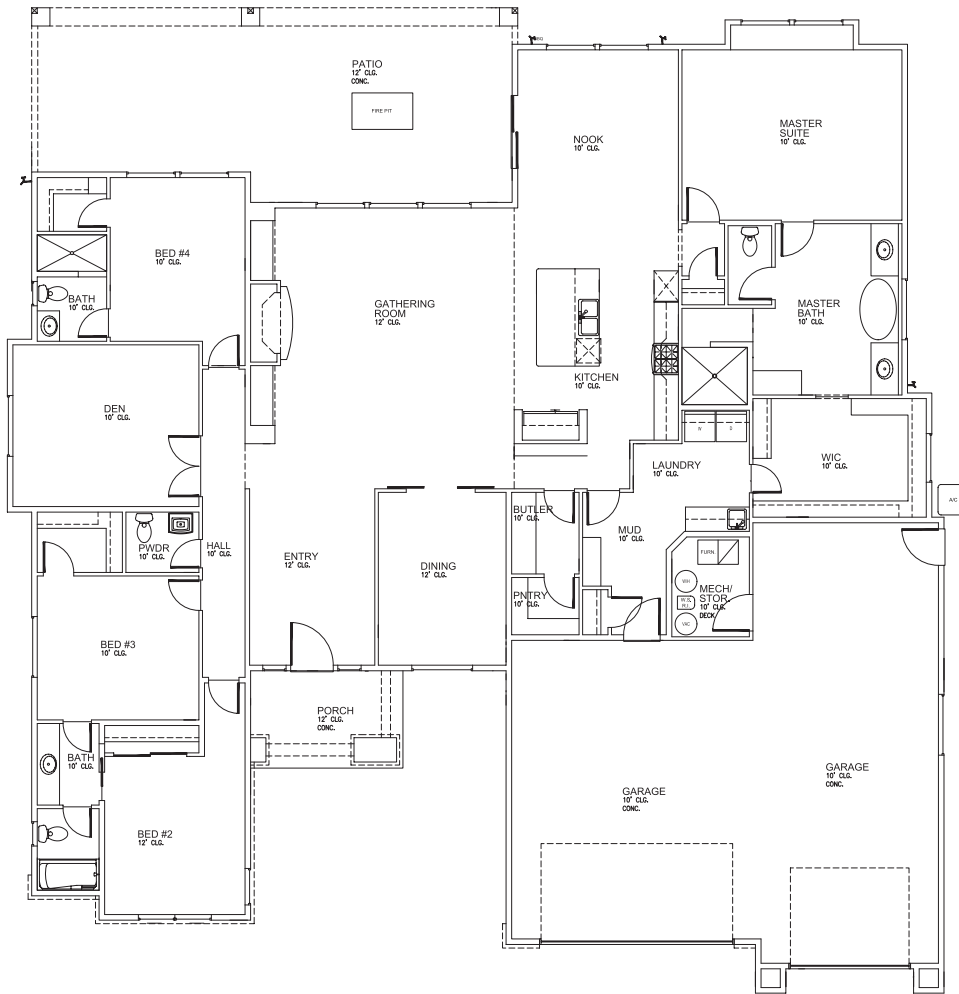 PATIO
12' CLG.
CONC.
FIRE PIT
NOOK
10' CLG.
MASTER
SUITE
10' CLG.
BED #4
10' CLG.
BATH
10' CLG.
GATHERING
ROOM
12' CLG.
MASTER
BATH
10' CLG.
KITCHEN
10' CLG.
DEN
10' CLG.
W
D
LAUNDRY
10' CLG.
WIC
10' CLG.
A/C
BUTLER
10' CLG.
MUD
10' CLG.
PWDR
10' CLG.
HALL
10' CLG.
ENTRY
12' CLG.
DINING
12' CLG.
FURN.
WH
W.S.
R.I.
VAC
MECH/
STOR.
10' CLG.
DECK
PNTRY
10' CLG.
BED #3
10' CLG.
PORCH
12' CLG.
CONC.
BATH
10' CLG.
GARAGE
10' CLG.
CONC.
GARAGE
10' CLG.
CONC.
BED #2
12' CLG.